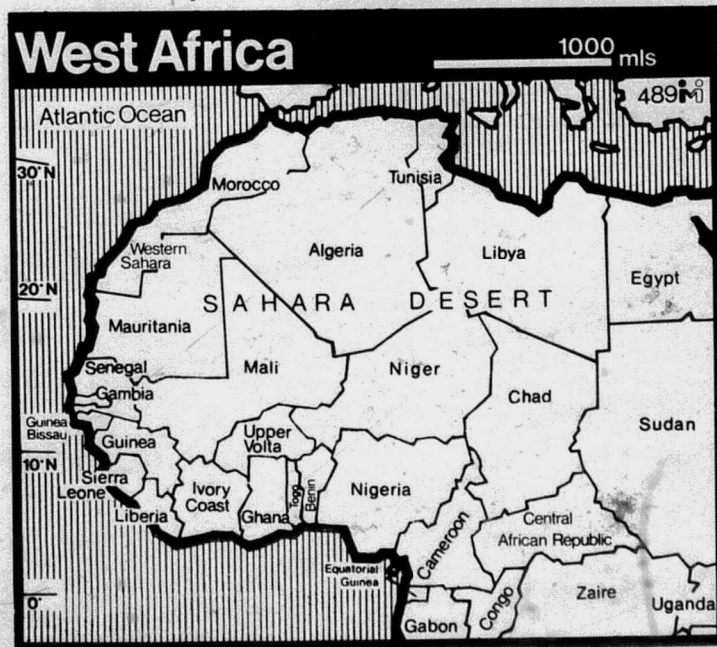 West Africa
1000 mls
489
Atlantic Ocean
30°N
Morocco
Tunisia
Western
Sahara
Algeria
Libya
Egypt
20°N
SAHARA DESERT
Mauritania
Senegal
Mali
Niger
Gambia
Chad
Guinea
Bissau
Guinea
Upper
Volta
Sudan
10°N
Sierra
Leone
Ivory
Coast
Liberia
Ghana
Togo
Benin
Nigeria
Cameroon
Central
African Republic
Equatorial
Guinea
0°
Gabon
Congo
Zaire
Uganda